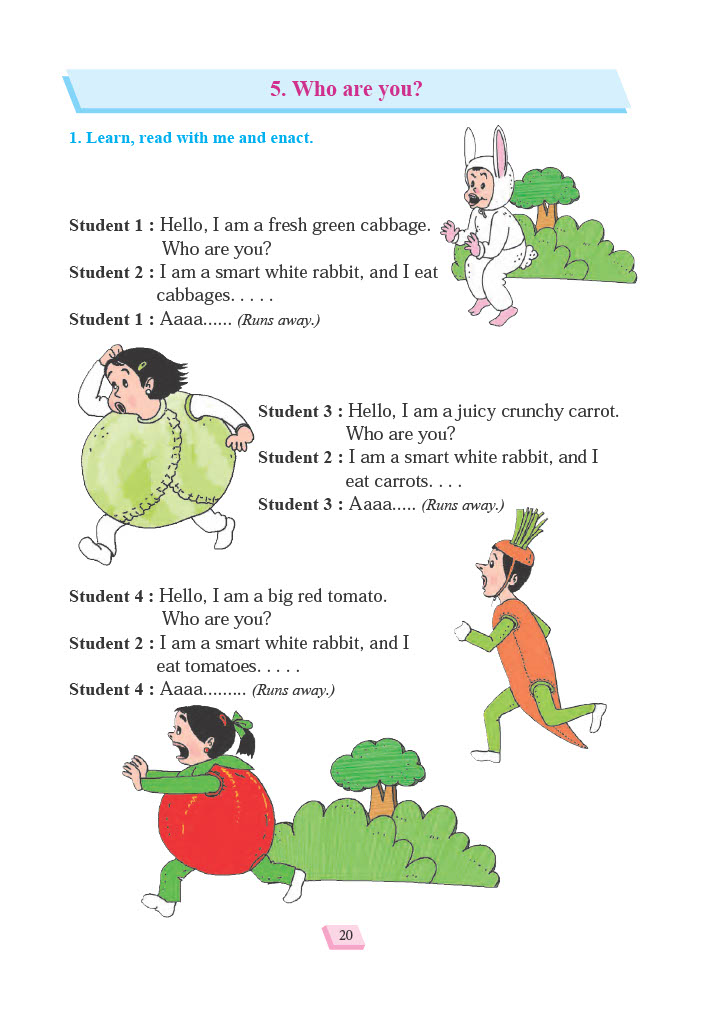 5. Who are you?
1. Learn, read with me and enact.
Student 1 : Hello, I am a fresh green cabbage.
Who are you?
Student 2 : I am a smart white rabbit, and I eat
cabbages. . . . .
Student 1 : Aaaa...... (Runs away.)
Student 3 : Hello, I am a juicy crunchy carrot.
Who are you?
Student 2 : I am a smart white rabbit, and I
eat carrots. . . .
Student 3 : Aaaa..... (Runs away.)
Student 4 : Hello, I am a big red tomato.
Who are you?
Student 2 : I am a smart white rabbit, and I
eat tomatoes. . . . .
Student 4 : Aaaa......... (Runs away.)
20